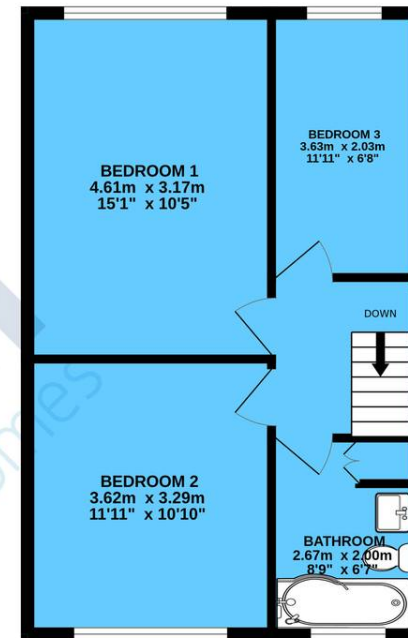 BEDROOM 1
4.61m x 3.17m
15'1" x 10'5"
BEDROOM 3
3.63m x 2.03m
11'11" x 6'8"
DOWN
BEDROOM 2
3.62m x 3.29m
11'11" x 10'10"
BATHROOM
2.67m x 2.00m
8'9" x 6'7"
omes